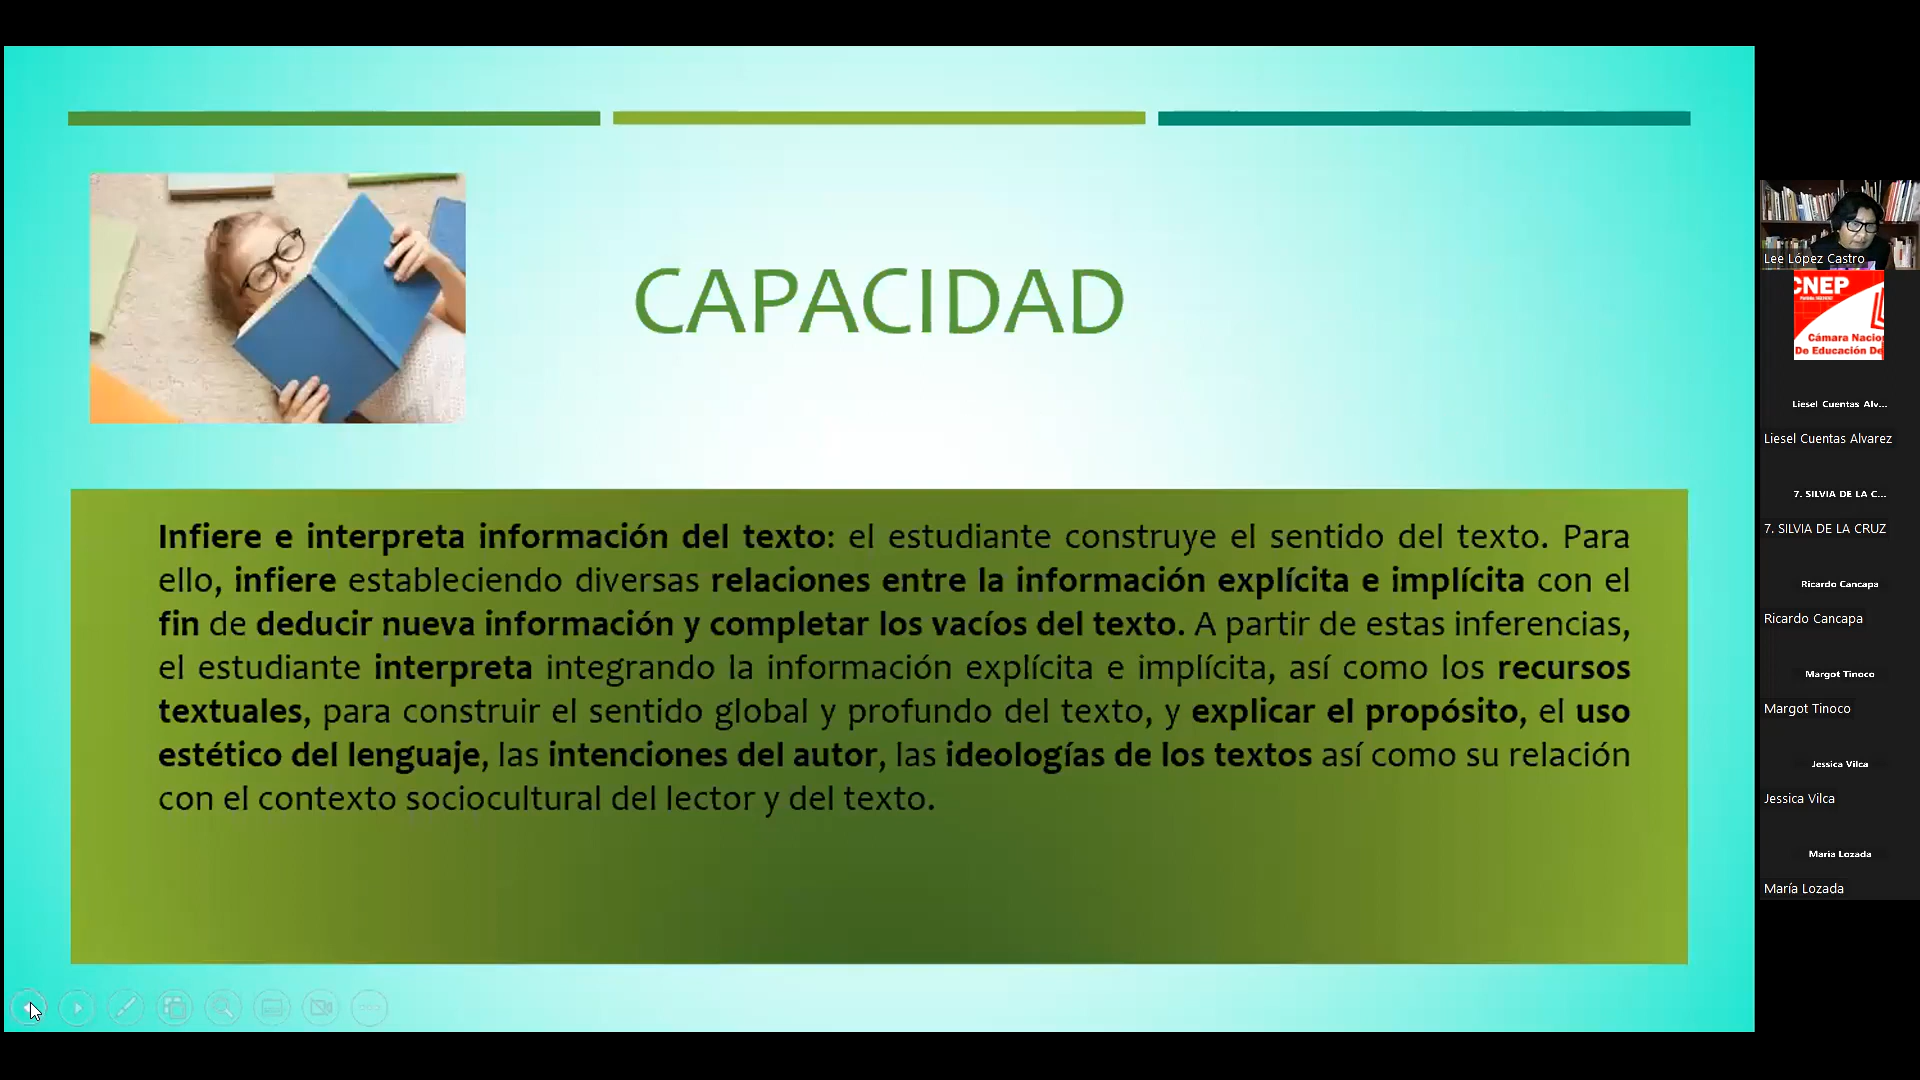 CAPACIDAD
Infiere e interpreta información del texto: el estudiante construye el sentido del texto. Para
ello, infiere estableciendo diversas relaciones entre la información explícita e implícita con el
fin de deducir nueva información y completar los vacíos del texto. A partir de estas inferencias,
el estudiante interpreta integrando la información explícita e implícita, así como los recursos
textuales, para construir el sentido global y profundo del texto, y explicar el propósito, el uso
estético del lenguaje, las intenciones del autor, las ideologías de los textos así como su relación
con el contexto sociocultural del lector y del texto.
Lee López Castro
CNEP
Cámara Nacio
De Educación De
Liesel Cuentas Alv...
Liesel Cuentas Alvarez
7. SILVIA DE LA C...
7. SILVIA DE LA CRUZ
Ricardo Cancapa
Ricardo Cancapa
Margot Tinoco
Margot Tinoco
Jessica Vilca
Jessica Vilca
María Lozada
María Lozada